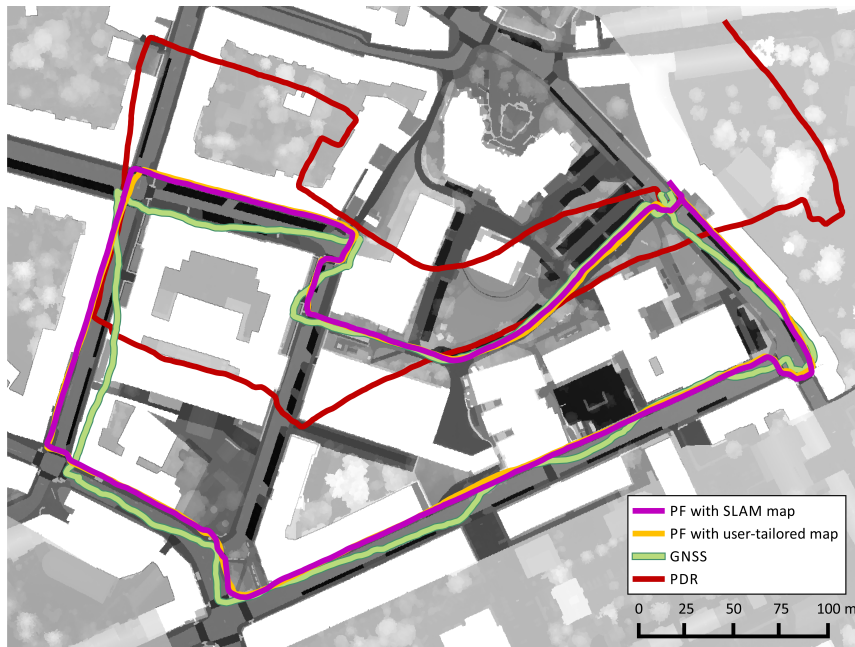 PF with SLAM map
PF with user-tailored map
GNSS
PDR
0 25 50 75 100 m